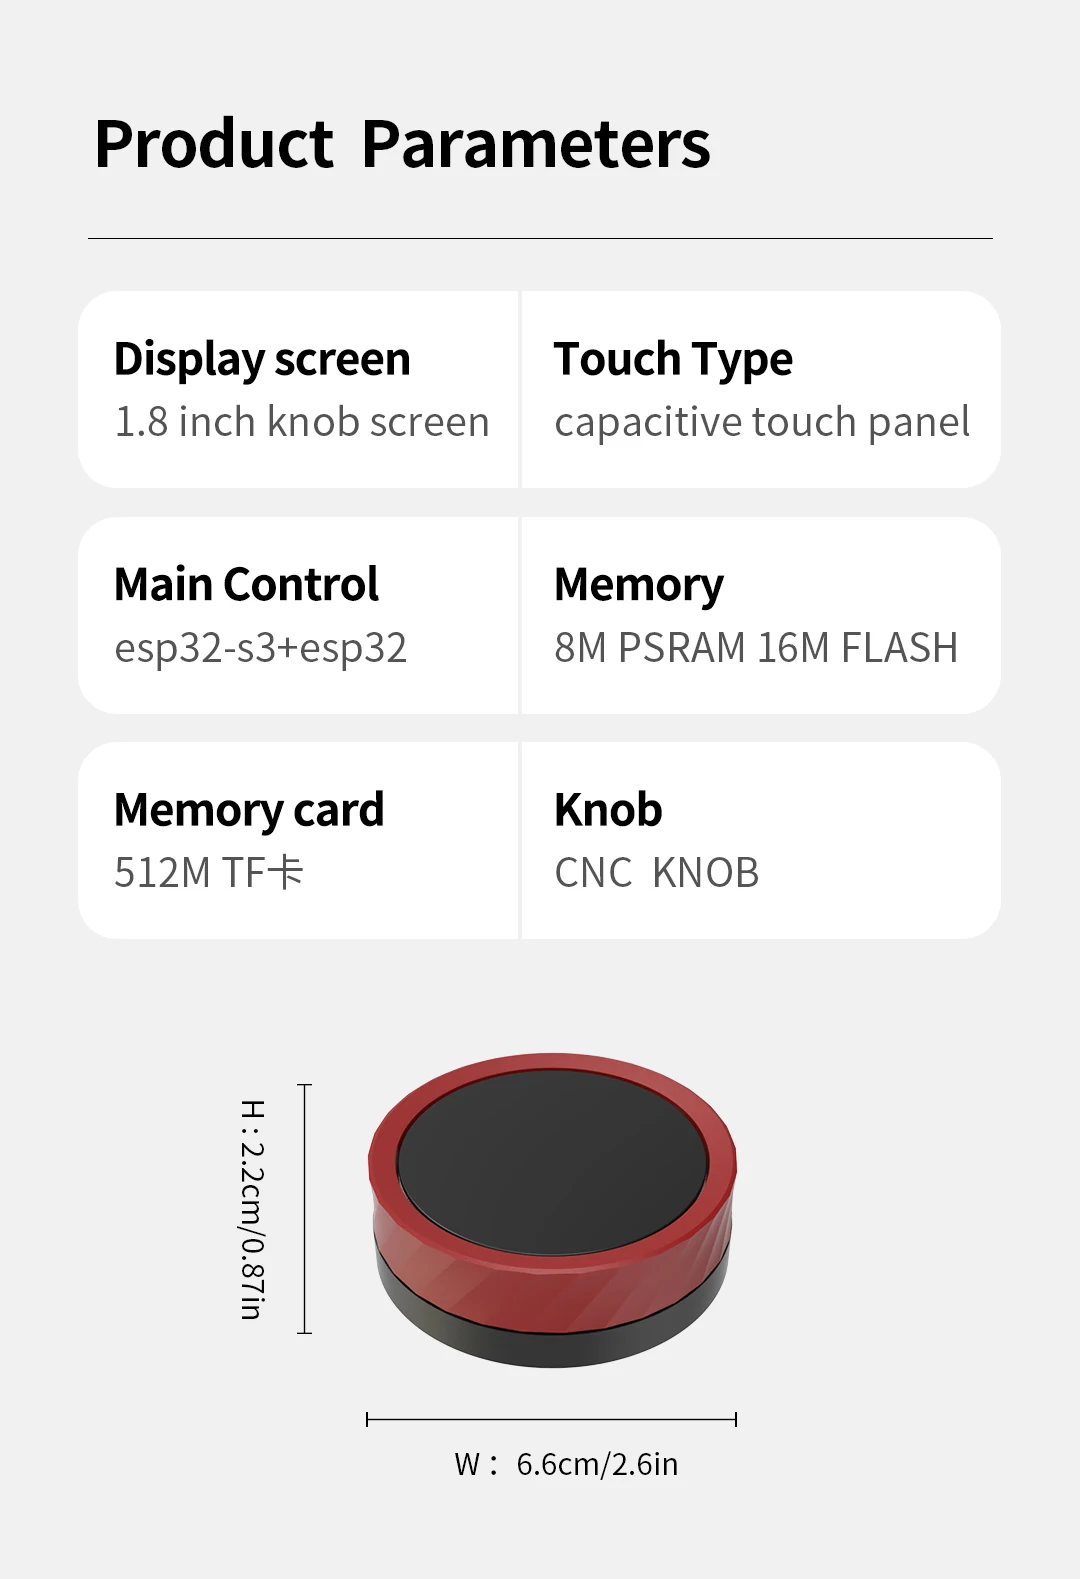 Product Parameters
Display screen
1.8 inch knob screen
Touch Type
capacitive touch panel
Main Control
esp32-s3+esp32
Memory
8M PSRAM 16M FLASH
Memory card
512M TF卡
Knob
CNC KNOB
H : 2.2cm/0.87in
W : 6.6cm/2.6in